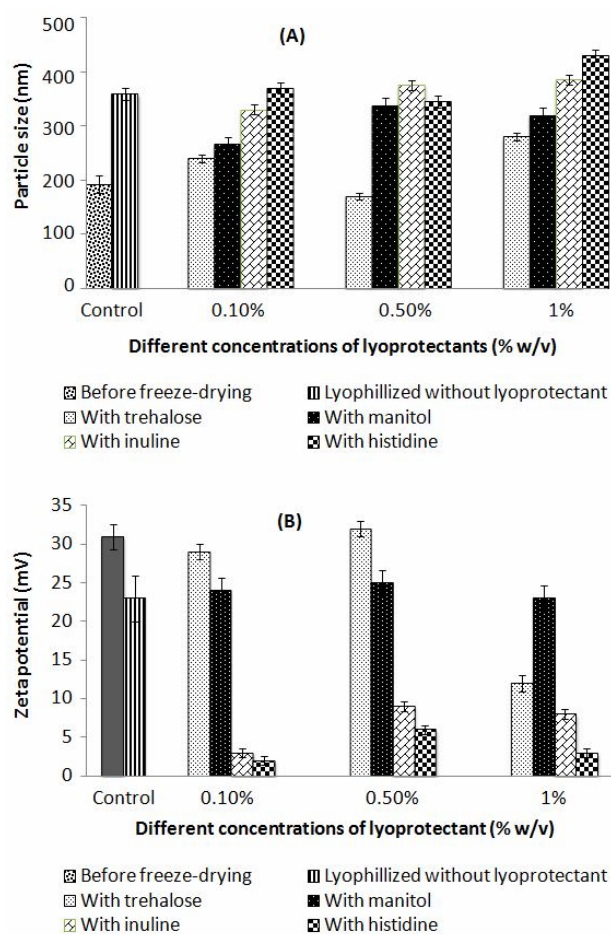 (A)
Particle size (nm)
500
400
300
200
100
0
Control 0.10% 0.50% 1%
Different concentrations of lyoprotectants (% w/v)
Before freeze-drying Lyophillized without lyoprotectant
With trehalose With manitol
With inuline With histidine
(B)
Zeta potential (mV)
35
30
25
20
15
10
5
0
Control 0.10% 0.50% 1%
Different concentrations of lyoprotectant (% w/v)
Before freeze-drying Lyophillized without lyoprotectant
With trehalose With manitol
With inuline With histidine